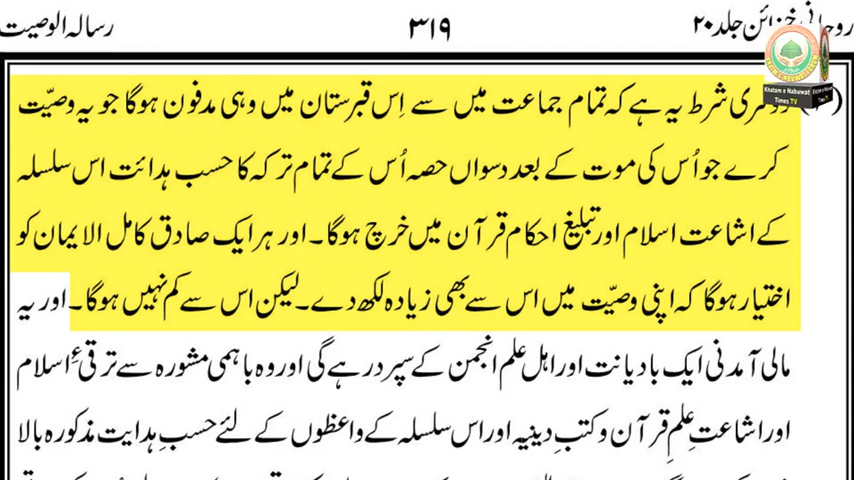 روحانی خزائن جلد۲۰
۳۱۹
رسالہ الوصیت
Khatam e Nabuwat
Times TV
شرط یہ ہے کہ تمام جماعت میں سے اِس قبرستان میں وہی مدفون ہوگا جو یہ وصیّت
کرے جو اُس کی موت کے بعد دسواں حصہ اُس کے تمام ترکہ کا حسب ہدائت اس سلسلہ
کے اشاعت اسلام اور تبلیغ احکام قرآن میں خرچ ہوگا۔ اور ہر ایک صادق کامل الایمان کو
اختیار ہوگا کہ اپنی وصیّت میں اس سے بھی زیادہ لکھ دے۔ لیکن اس سے کم نہیں ہوگا۔ اور یہ
مالی آمدنی ایک بادیانت اور اہل علم انجمن کے سپرد رہے گی اور وہ باہمی مشورہ سے ترقیٔ اسلام
اور اشاعتِ علمِ قرآن و کتب دینیہ اور اس سلسلہ کے واعظوں کے لئے حسبِ ہدایت مذکورہ بالا